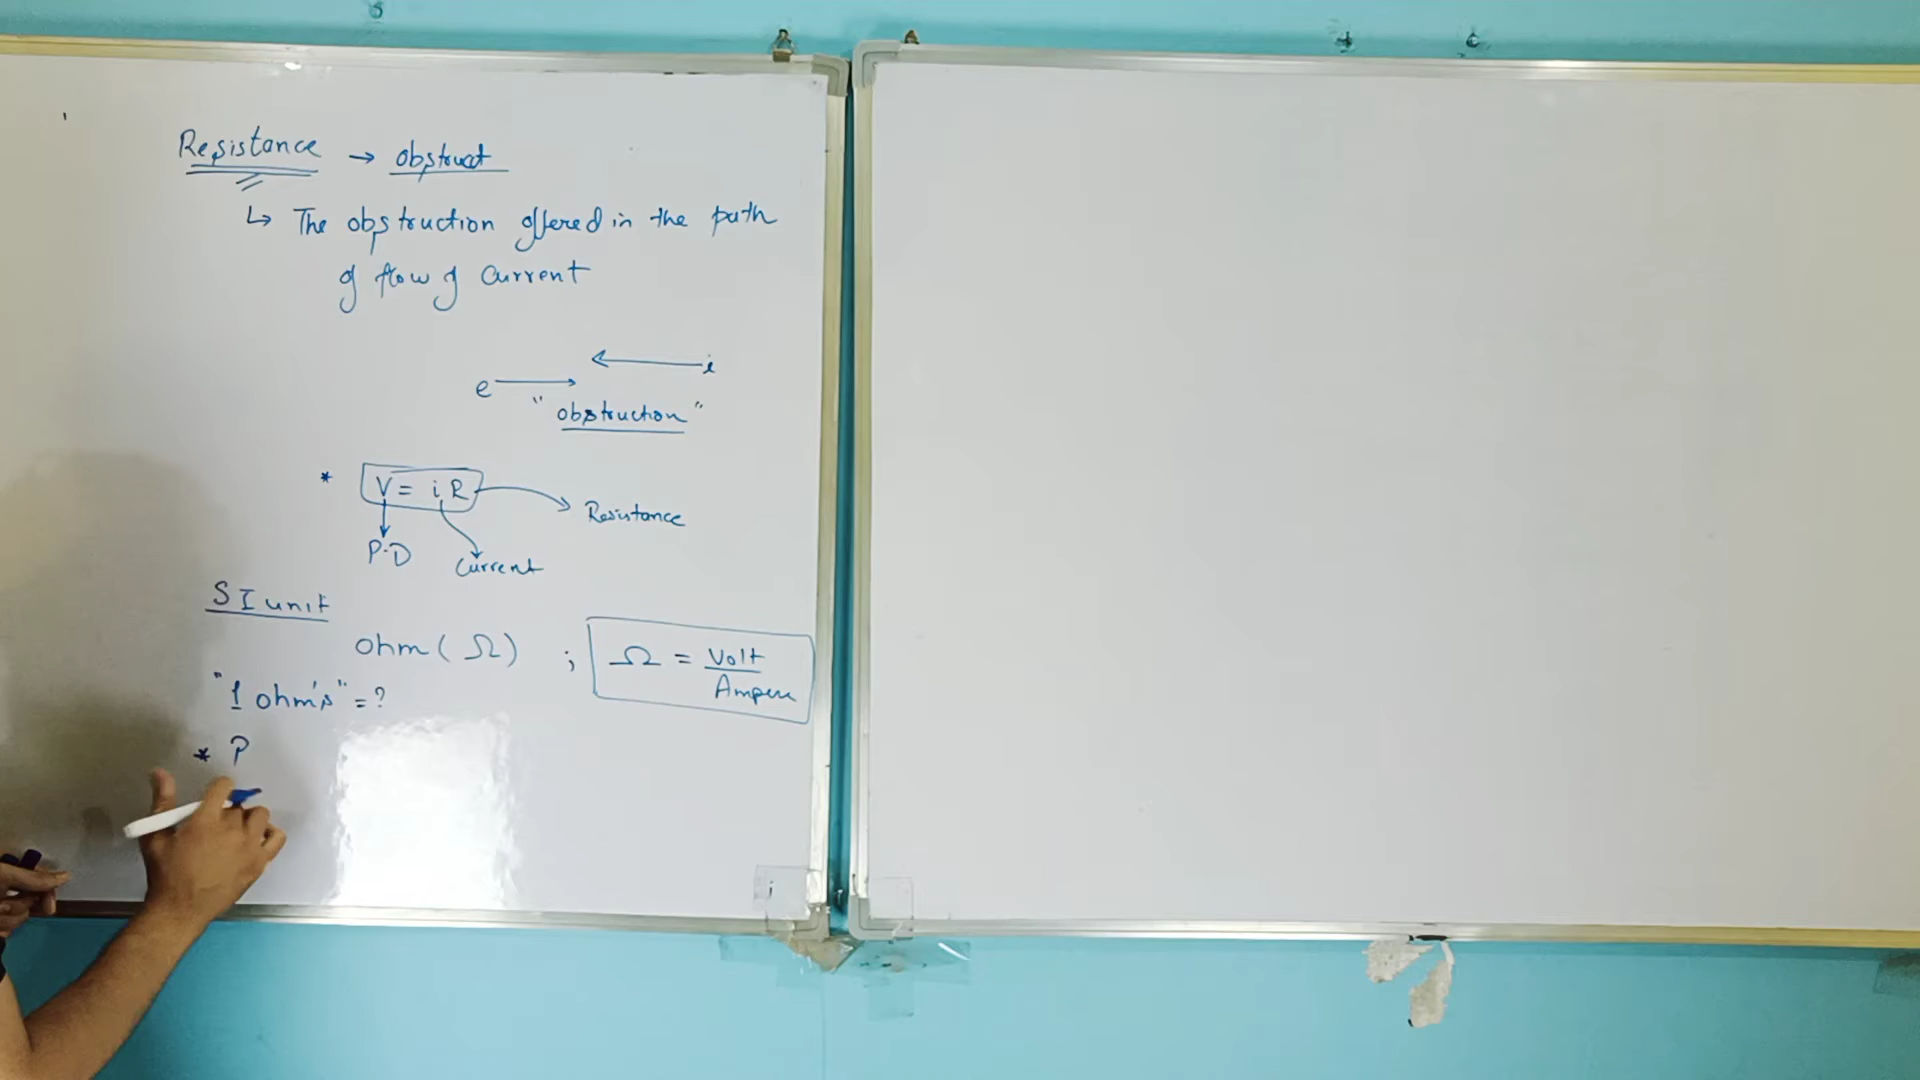 Resistance → obstruct
↳ The obstruction offered in the path
of flow of current
← i
e →
"obstruction"
* V = iR → Resistance
P.D
Current
SI unit
ohm (Ω) ; Ω = Volt / Ampere
"1 ohm's" = ?
* P